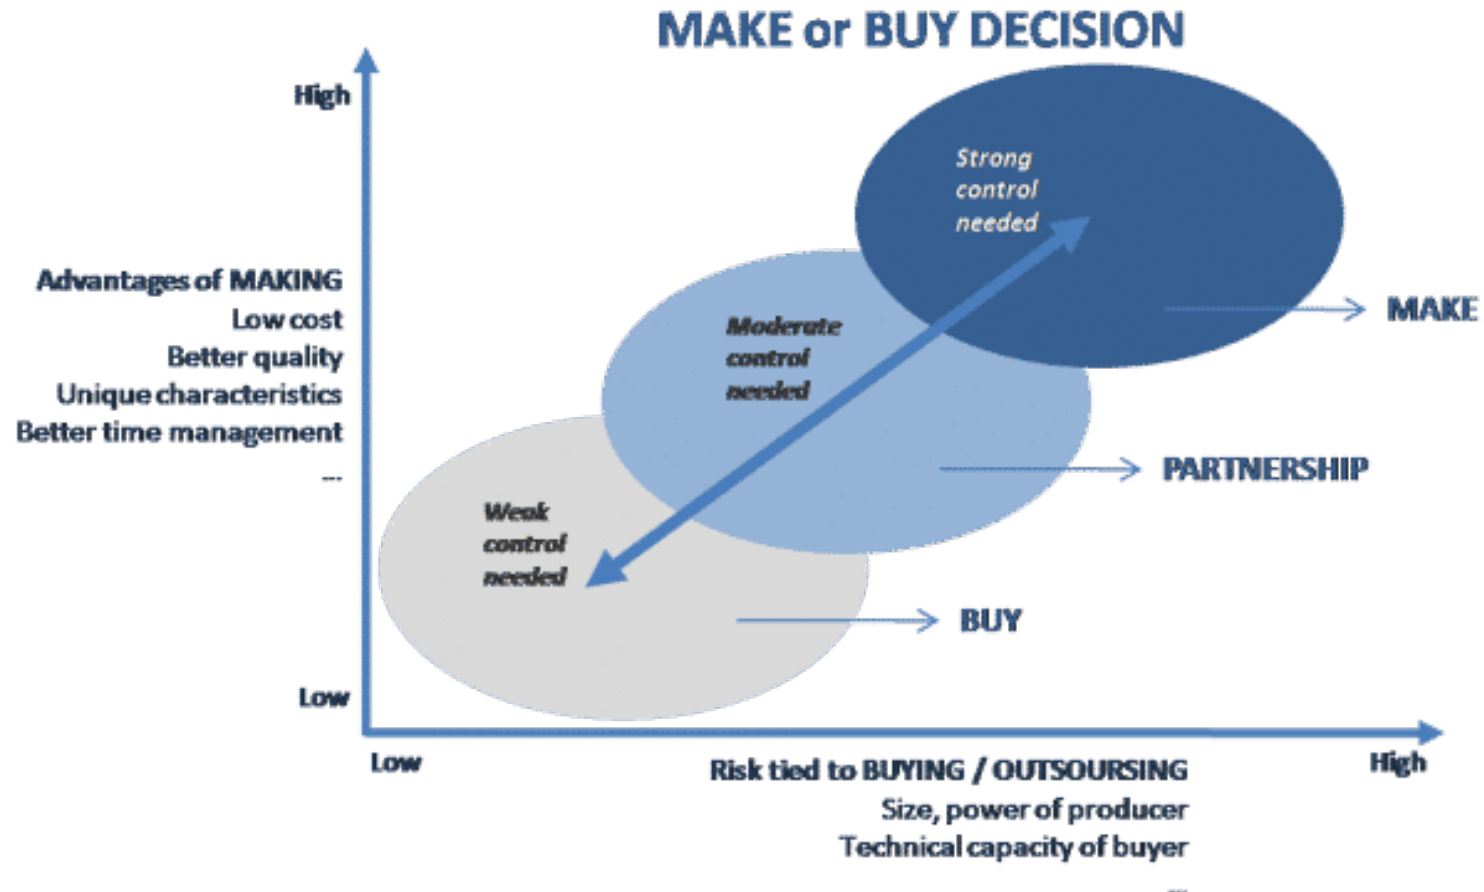 MAKE or BUY DECISION
High
Strong
control
needed
Advantages of MAKING
Low cost
Better quality
Unique characteristics
Better time management
...
MAKE
Moderate
control
needed
PARTNERSHIP
Weak
control
needed
BUY
Low
Low
High
Risk tied to BUYING / OUTSOURSING
Size, power of producer
Technical capacity of buyer
...